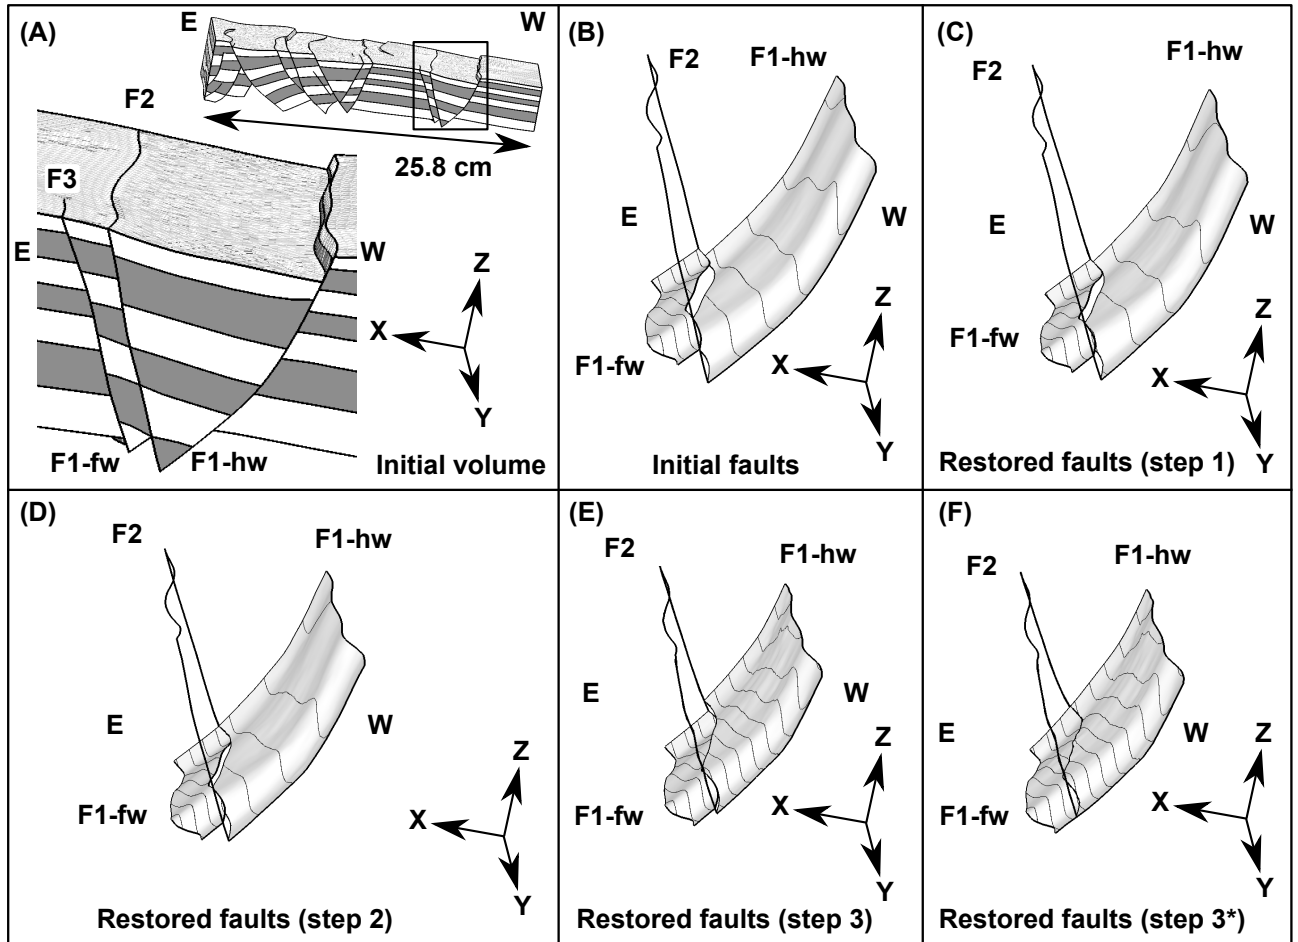 (A)
E
W
25.8 cm
F2
F3
E
W
Z
X
Y
F1-fw
F1-hw
Initial volume
(B)
F2
F1-hw
E
W
F1-fw
Z
X
Y
Initial faults
(C)
F2
F1-hw
E
W
F1-fw
Z
X
Y
Restored faults (step 1)
(D)
F2
F1-hw
E
W
F1-fw
Z
X
Y
Restored faults (step 2)
(E)
F2
F1-hw
E
W
F1-fw
Z
X
Y
Restored faults (step 3)
(F)
F2
F1-hw
E
W
F1-fw
Z
X
Y
Restored faults (step 3*)